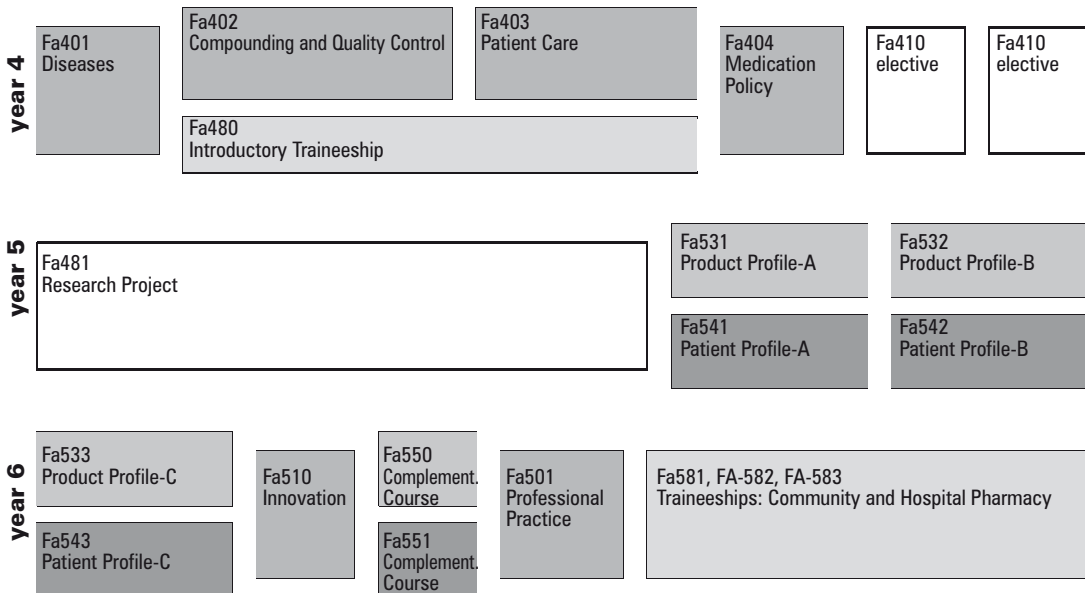 year 4
Fa401
Diseases
Fa402
Compounding and Quality Control
Fa403
Patient Care
Fa480
Introductory Traineeship
Fa404
Medication
Policy
Fa410
elective
Fa410
elective
year 5
Fa481
Research Project
Fa531
Product Profile-A
Fa532
Product Profile-B
Fa541
Patient Profile-A
Fa542
Patient Profile-B
year 6
Fa533
Product Profile-C
Fa543
Patient Profile-C
Fa510
Innovation
Fa550
Complement.
Course
Fa551
Complement.
Course
Fa501
Professional
Practice
Fa581, FA-582, FA-583
Traineeships: Community and Hospital Pharmacy